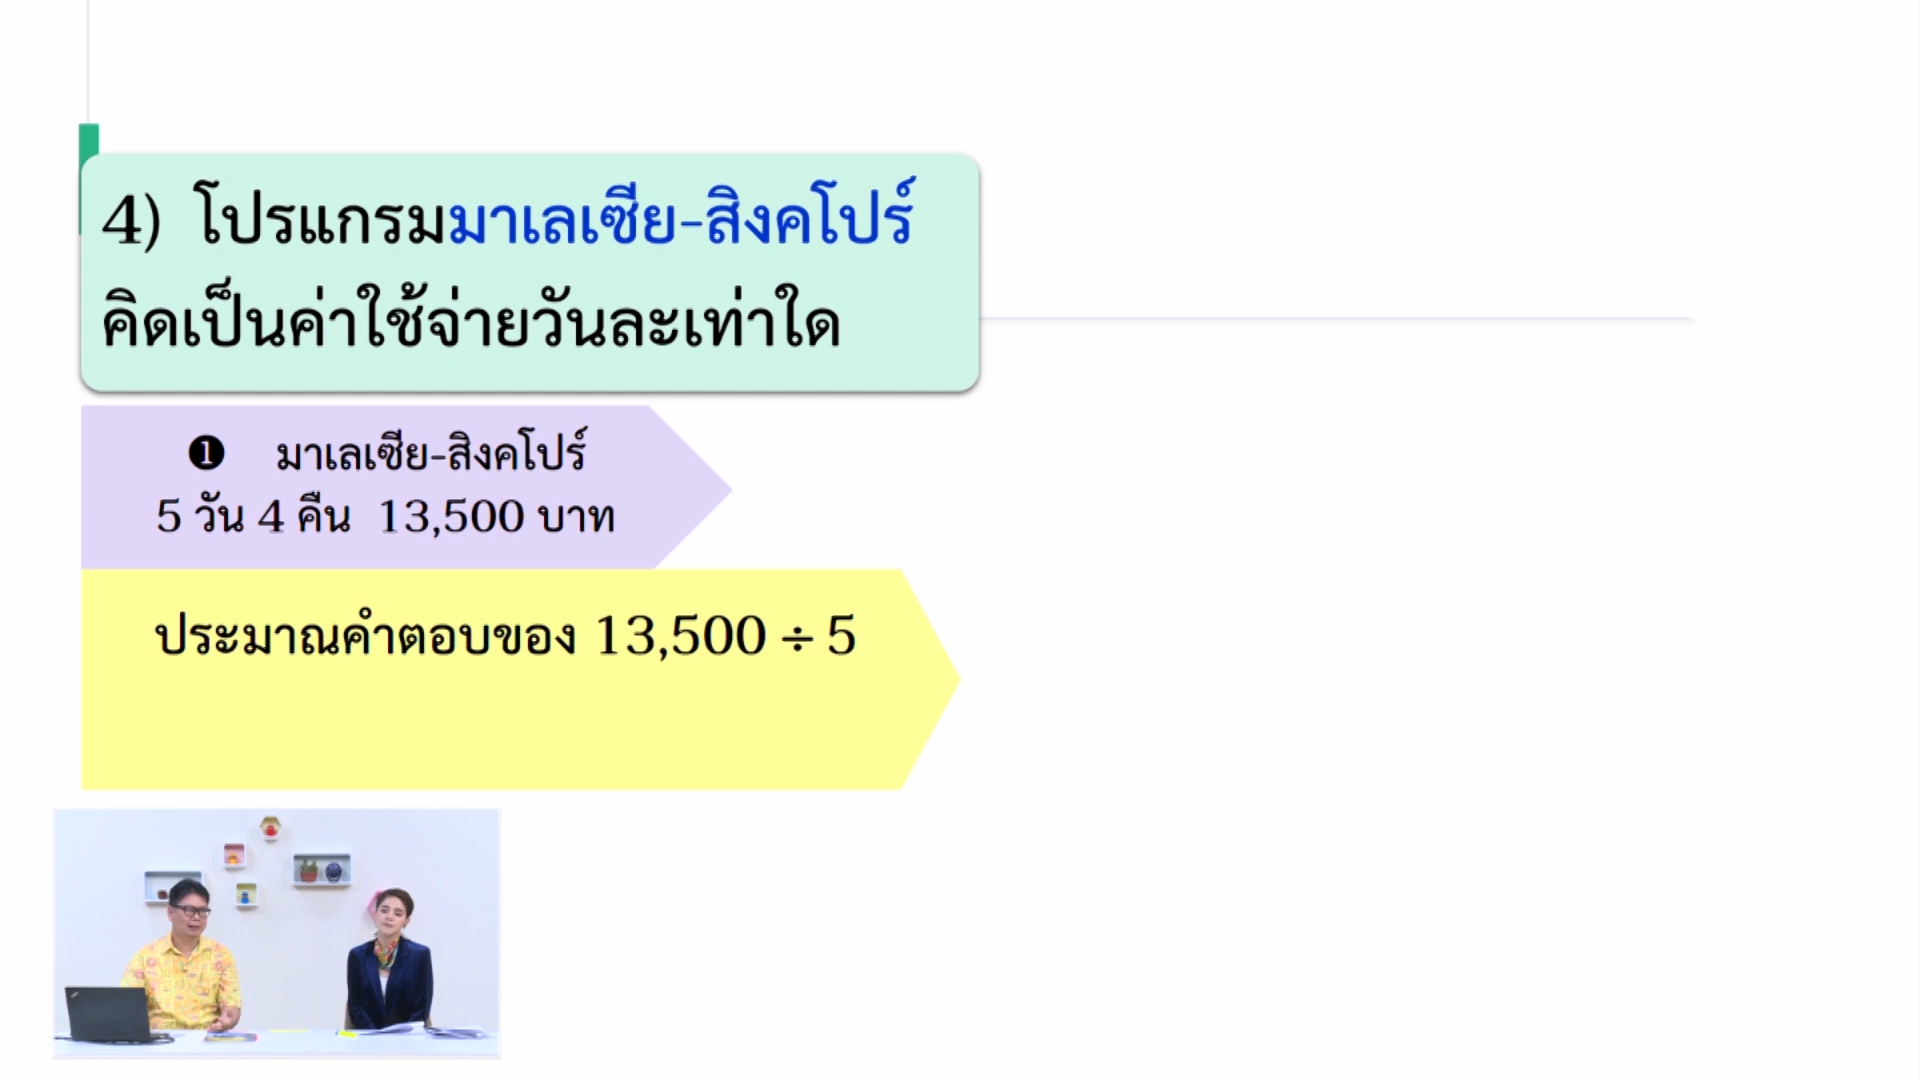 4) โปรแกรมมาเลเซีย-สิงคโปร์
คิดเป็นค่าใช้จ่ายวันละเท่าใด
❶ มาเลเซีย-สิงคโปร์
5 วัน 4 คืน 13,500 บาท
ประมาณคำตอบของ 13,500 ÷ 5